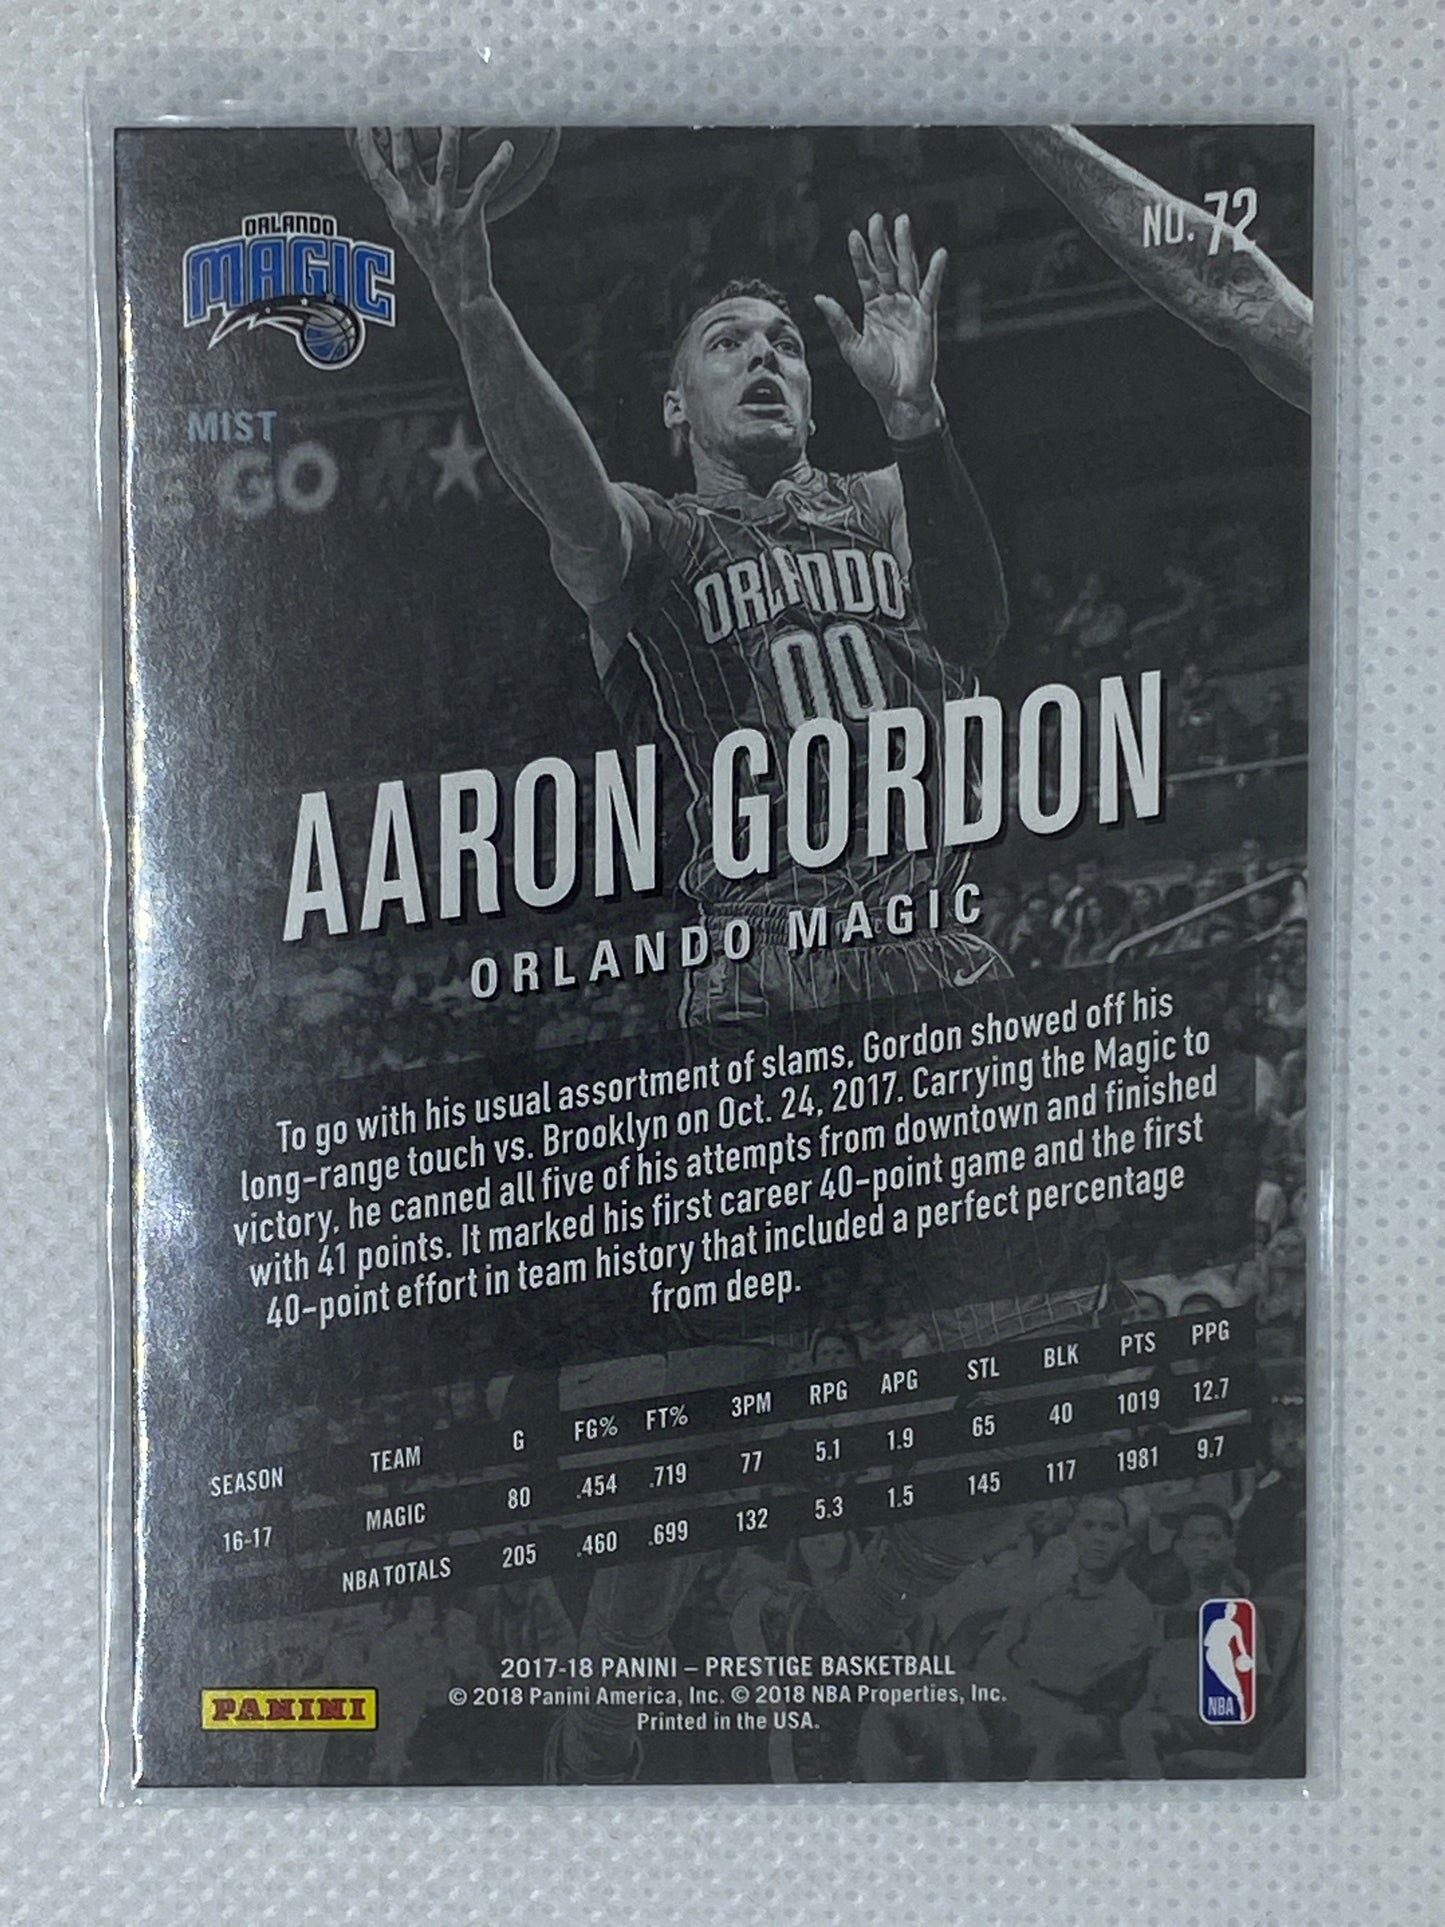 ORLANDO
MAGIC
NO. 72
MIST
GO
ORLANDO
00
AARON GORDON
ORLANDO MAGIC
To go with his usual assortment of slams, Gordon showed off his
long-range touch vs. Brooklyn on Oct. 24, 2017. Carrying the Magic to
victory, he canned all five of his attempts from downtown and finished
with 41 points. It marked his first career 40-point game and the first
40-point effort in team history that included a perfect percentage
from deep.
SEASON TEAM G FG% FT% 3PM RPG APG STL BLK PTS PPG
16-17 MAGIC 80 .454 .719 77 5.1 1.9 65 40 1019 12.7
NBA TOTALS 205 .460 .699 132 5.3 1.5 145 117 1981 9.7
2017-18 PANINI – PRESTIGE BASKETBALL
© 2018 Panini America, Inc. © 2018 NBA Properties, Inc.
Printed in the USA.
PANINI
NBA